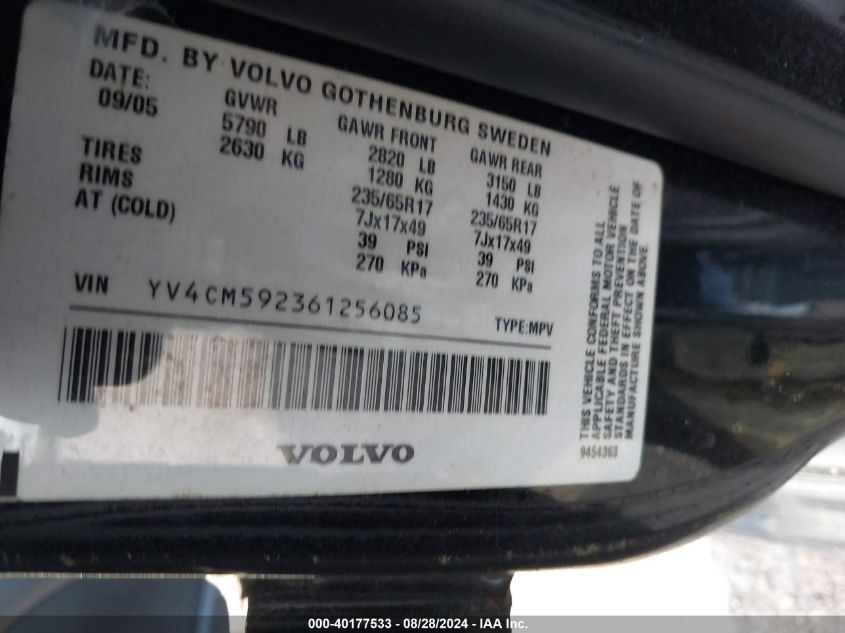 MFD. BY VOLVO GOTHENBURG SWEDEN
DATE: 09/05
GVWR
5790 LB
2630 KG
GAWR FRONT
2820 LB
1280 KG
235/65R17
7Jx17x49
39 PSI
270 KPa
GAWR REAR
3150 LB
1430 KG
235/65R17
7Jx17x49
39 PSI
270 KPa
TIRES
RIMS
AT (COLD)
VIN YV4CM592361256085
TYPE:MPV
VOLVO
THIS VEHICLE CONFORMS TO ALL
APPLICABLE FEDERAL MOTOR VEHICLE
SAFETY AND THEFT PREVENTION
STANDARDS IN EFFECT ON THE DATE OF
MANUFACTURE SHOWN ABOVE.
9454363
000-40177533 - 08/28/2024 - IAA Inc.